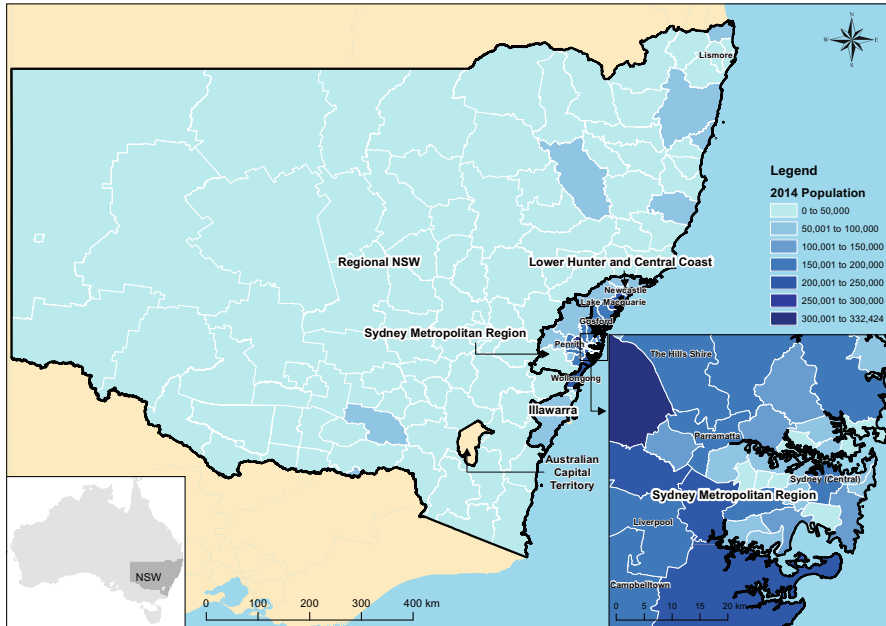 N
W
E
S
Lismore
Legend
2014 Population
0 to 50,000
50,001 to 100,000
100,001 to 150,000
150,001 to 200,000
200,001 to 250,000
250,001 to 300,000
300,001 to 332,424
Regional NSW
Lower Hunter and Central Coast
Newcastle
Lake Macquarie
Gosford
Sydney Metropolitan Region
Penrith
Wollongong
Illawarra
Australian
Capital
Territory
The Hills Shire
Parramatta
Sydney (Central)
Sydney Metropolitan Region
Liverpool
Campbelltown
0 5 10 20 km
NSW
0 100 200 300 400 km